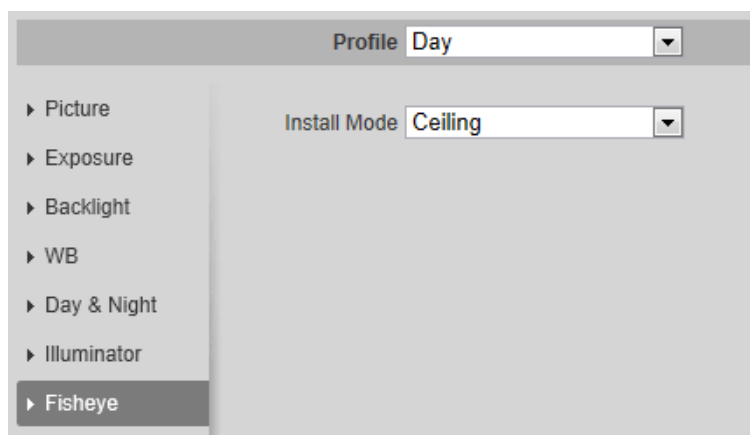 Profile Day
Picture
Install Mode Ceiling
Exposure
Backlight
WB
Day & Night
Illuminator
Fisheye